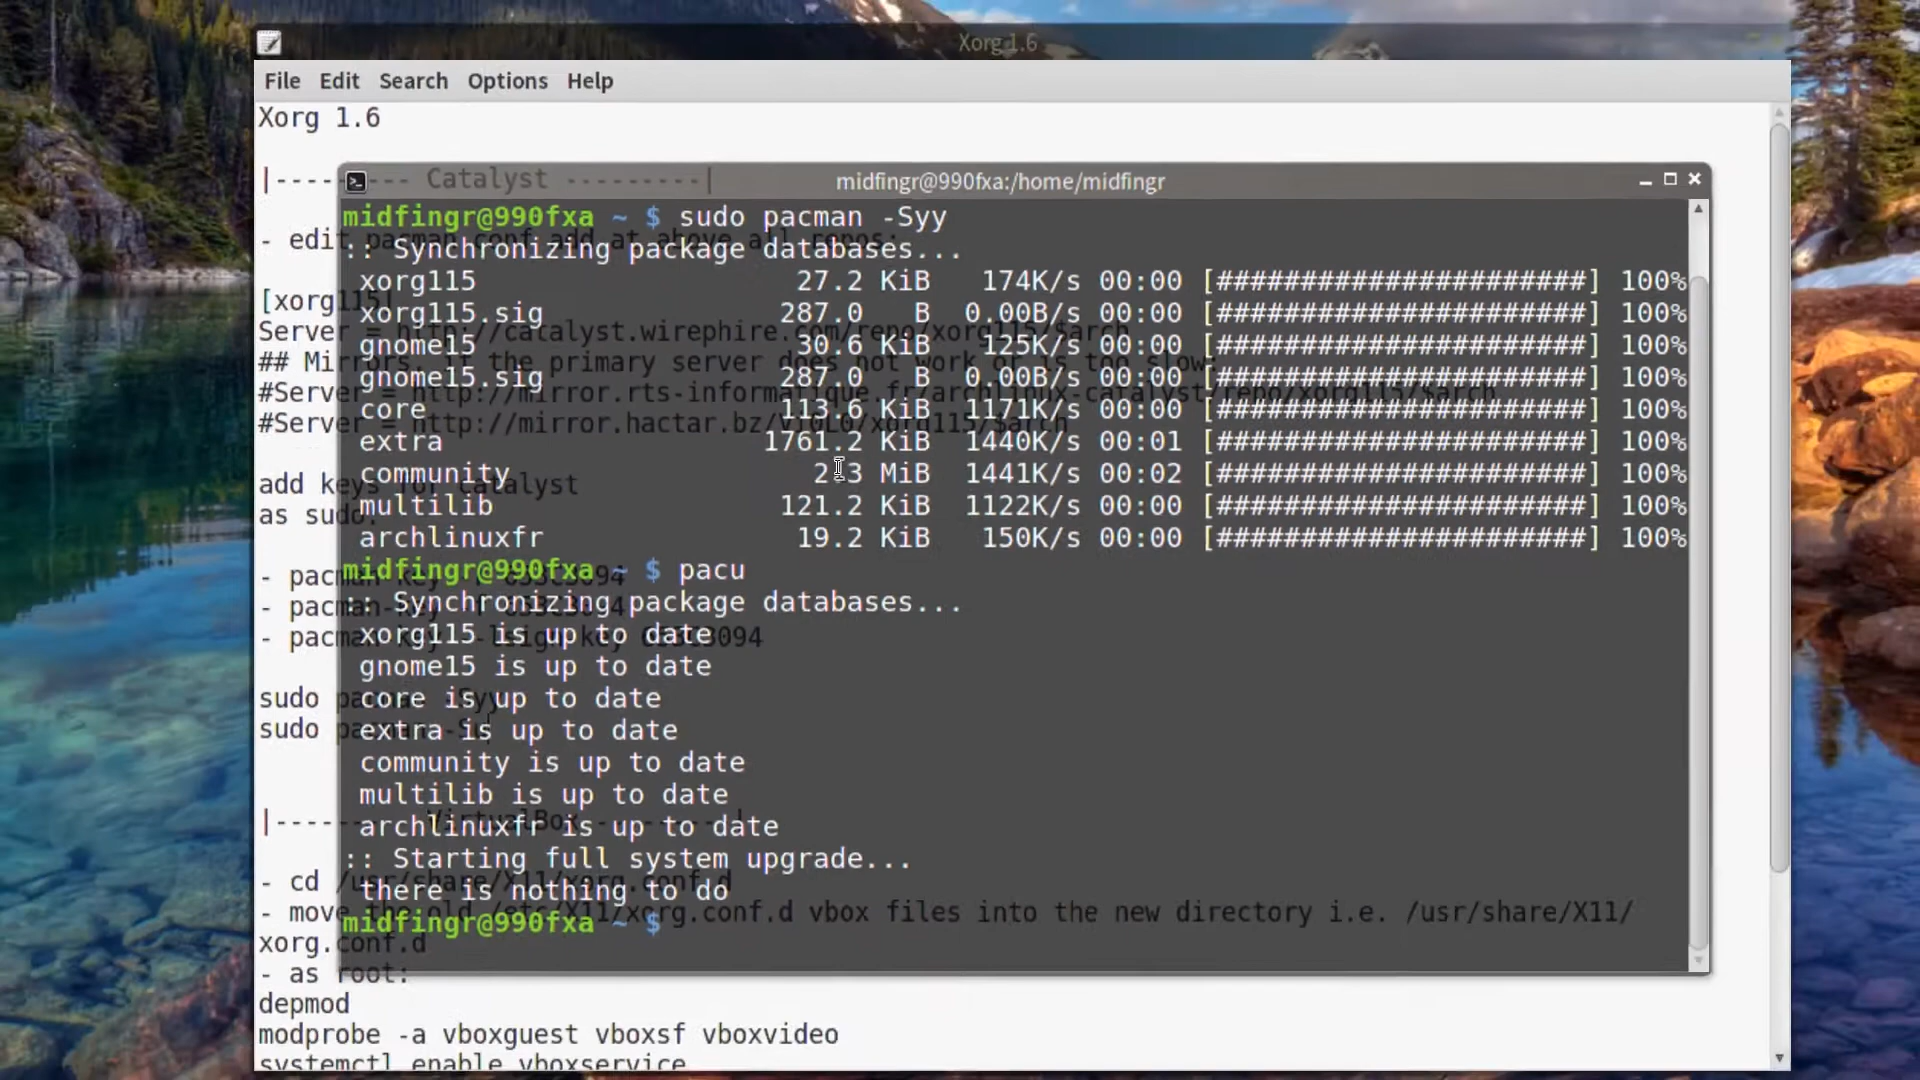 Xorg 1.6
File Edit Search Options Help
Xorg 1.6
|---- --- Catalyst ---------|
midfingr@990fxa:/home/midfingr
midfingr@990fxa ~ $ sudo pacman -Syy
- edit pacman.conf add at above all repos:
:: Synchronizing package databases...
xorg115 27.2 KiB 174K/s 00:00 [######################] 100%
[xorg115]
xorg115.sig 287.0 B 0.00B/s 00:00 [######################] 100%
Server = http://catalyst.wirephire.com/repo/xorg115/$arch
gnome15 30.6 KiB 125K/s 00:00 [######################] 100%
## Mirrors, if the primary server does not work or is too slow:
gnome15.sig 287.0 B 0.00B/s 00:00 [######################] 100%
#Server = http://mirror.rts-informatique.fr/archlinux-catalyst/repo/xorg115/$arch
core 113.6 KiB 1171K/s 00:00 [######################] 100%
#Server = http://mirror.hactar.bz/Vi0L0/xorg115/$arch
extra 1761.2 KiB 1440K/s 00:01 [######################] 100%
community 2.3 MiB 1441K/s 00:02 [######################] 100%
add keys for catalyst
multilib 121.2 KiB 1122K/s 00:00 [######################] 100%
as sudo:
archlinuxfr 19.2 KiB 150K/s 00:00 [######################] 100%
midfingr@990fxa ~ $ pacu
- pacman-key -r 653C3094
:: Synchronizing package databases...
- pacman-key -f 653C3094
xorg115 is up to date
- pacman-key --lsign-key 653C3094
gnome15 is up to date
core is up to date
sudo pacman -Syy
extra is up to date
sudo pacman -Su
community is up to date
multilib is up to date
|---- VirtualBox ---------|
archlinuxfr is up to date
:: Starting full system upgrade...
- cd /usr/share/X11/xorg.conf.d
there is nothing to do
- move the old /etc/X11/xorg.conf.d vbox files into the new directory i.e. /usr/share/X11/
midfingr@990fxa ~ $
xorg.conf.d
- as root:
depmod
modprobe -a vboxguest vboxsf vboxvideo
systemctl enable vboxservice